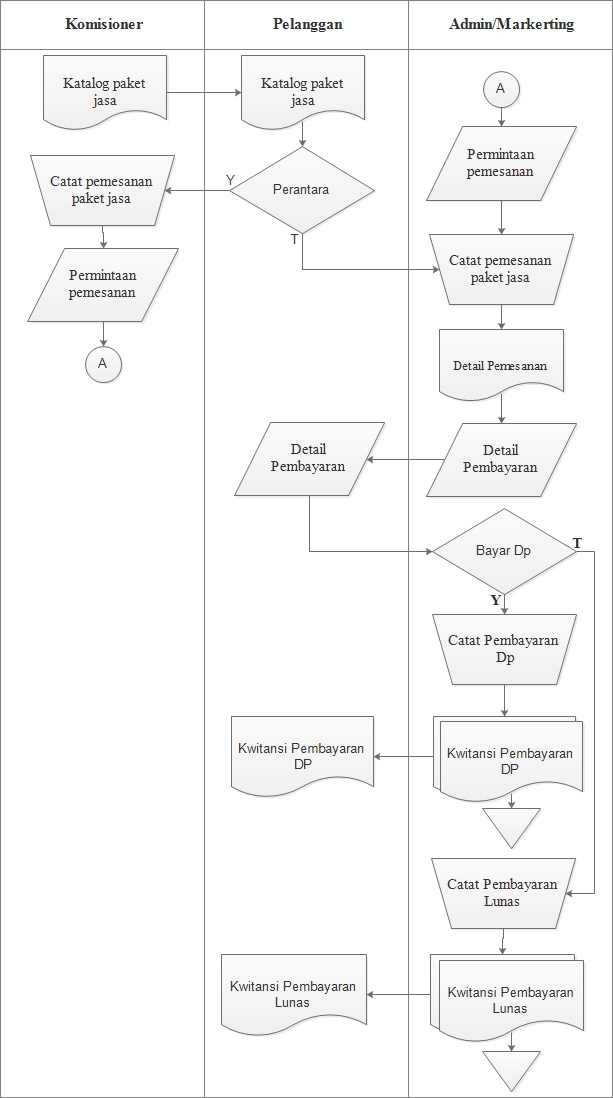 Komisioner
Pelanggan
Admin/Markerting
Katalog paket
jasa
Katalog paket
jasa
A
Permintaan
pemesanan
Catat pemesanan
paket jasa
Y
Perantara
T
Catat pemesanan
paket jasa
Permintaan
pemesanan
A
Detail Pemesanan
Detail
Pembayaran
Detail
Pembayaran
Bayar Dp
T
Y
Catat Pembayaran
Dp
Kwitansi Pembayaran
DP
Kwitansi Pembayaran
DP
Catat Pembayaran
Lunas
Kwitansi Pembayaran
Lunas
Kwitansi Pembayaran
Lunas